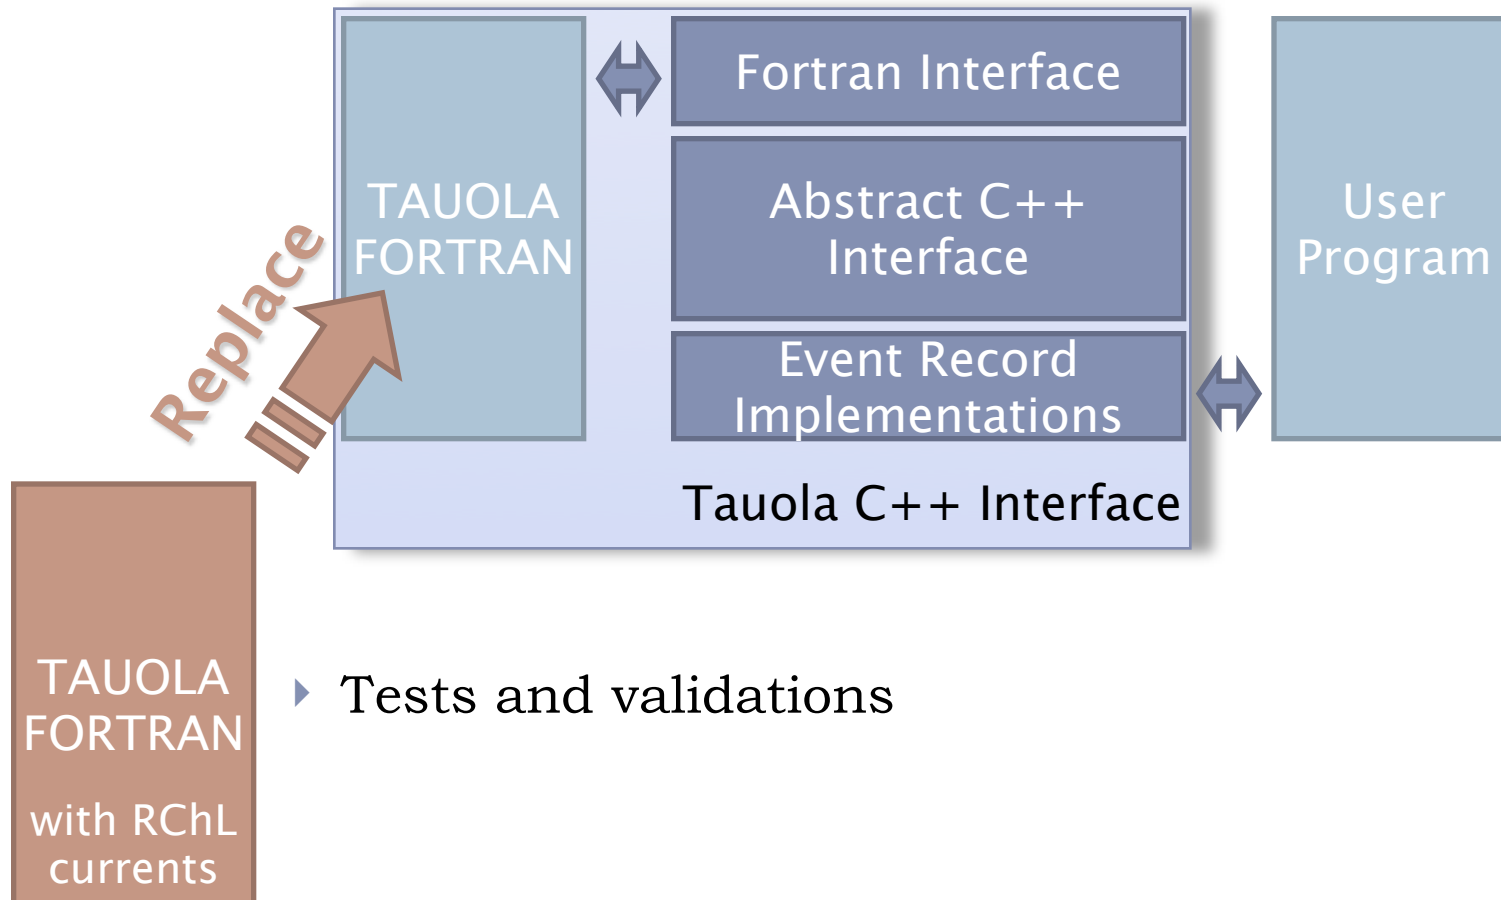 Fortran Interface
TAUOLA
FORTRAN
Abstract C++
Interface
User
Program
Replace
Event Record
Implementations
Tauola C++ Interface
TAUOLA
FORTRAN
with RChL
currents
Tests and validations